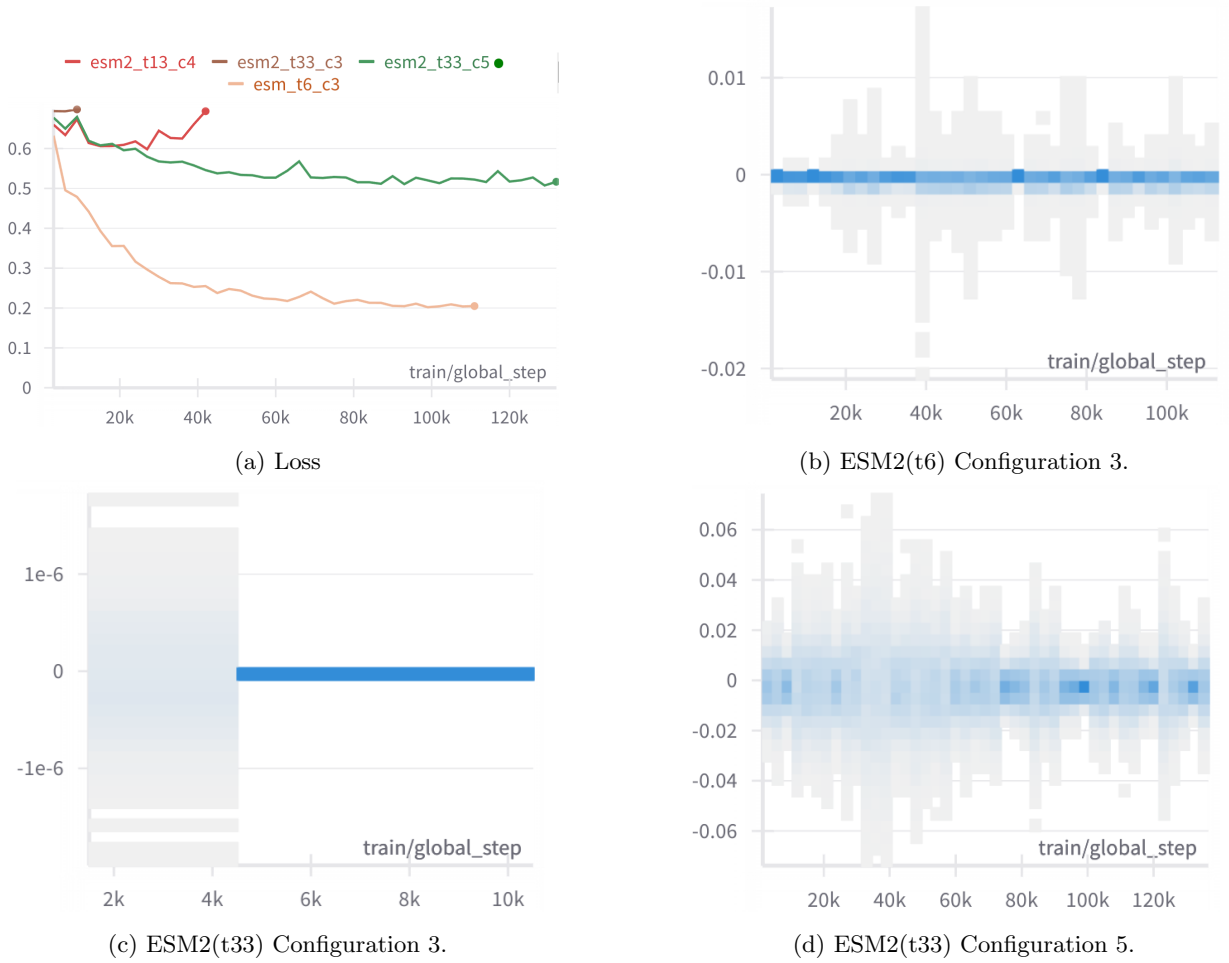 esm2_t13_c4 esm2_t33_c3 esm2_t33_c5
esm_t6_c3
0.6
0.5
0.4
0.3
0.2
0.1
0
train/global_step
20k 40k 60k 80k 100k 120k
(a) Loss
0.01
0
-0.01
-0.02
train/global_step
20k 40k 60k 80k 100k
(b) ESM2(t6) Configuration 3.
1e-6
0
-1e-6
train/global_step
2k 4k 6k 8k 10k
(c) ESM2(t33) Configuration 3.
0.06
0.04
0.02
0
-0.02
-0.04
-0.06
train/global_step
20k 40k 60k 80k 100k 120k
(d) ESM2(t33) Configuration 5.